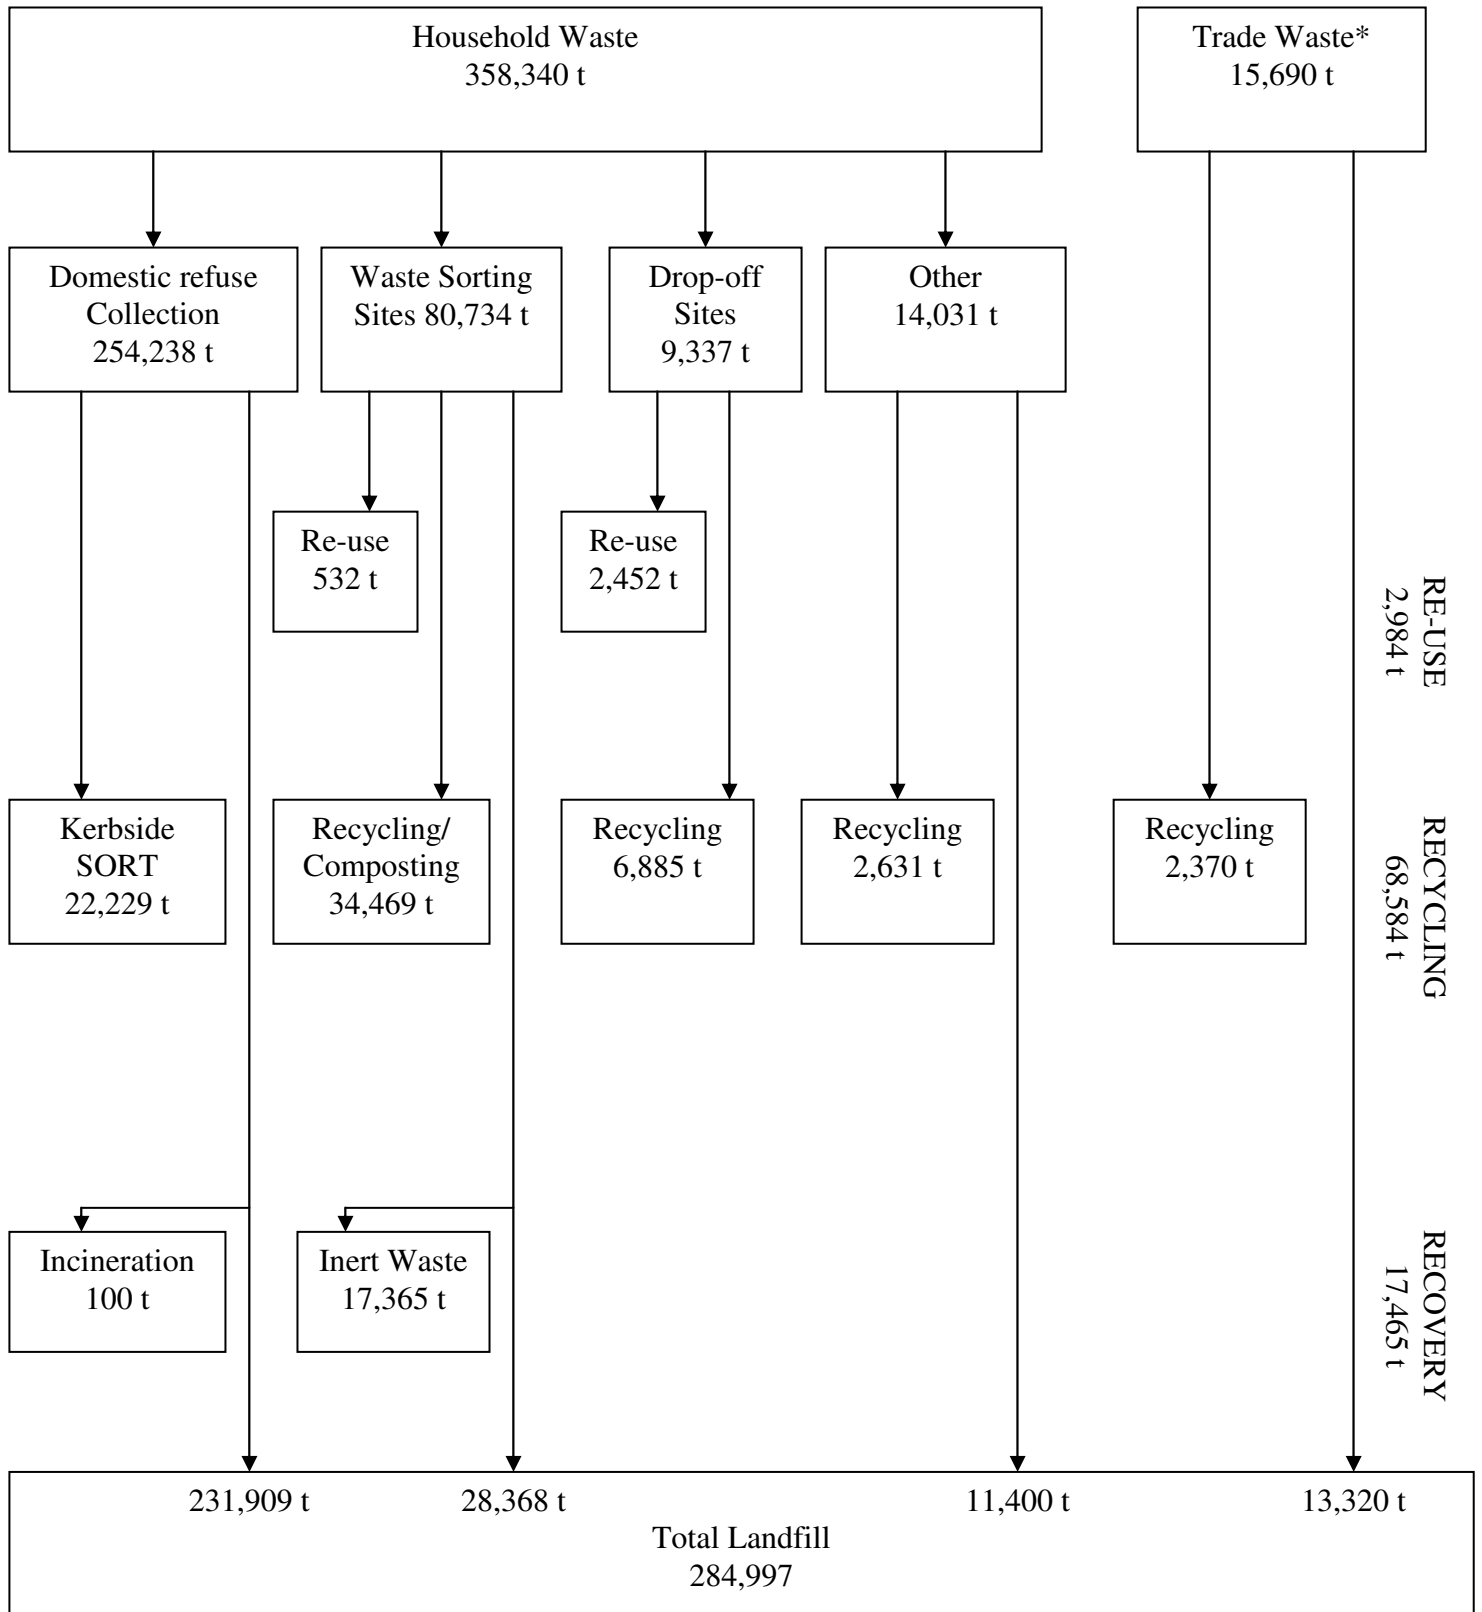 Household Waste
358,340 t
Trade Waste*
15,690 t
Domestic refuse
Collection
254,238 t
Waste Sorting
Sites 80,734 t
Drop-off
Sites
9,337 t
Other
14,031 t
Re-use
532 t
Re-use
2,452 t
RE-USE
2,984 t
Kerbside
SORT
22,229 t
Recycling/
Composting
34,469 t
Recycling
6,885 t
Recycling
2,631 t
Recycling
2,370 t
RECYCLING
68,584 t
Incineration
100 t
Inert Waste
17,365 t
RECOVERY
17,465 t
231,909 t
28,368 t
11,400 t
13,320 t
Total Landfill
284,997